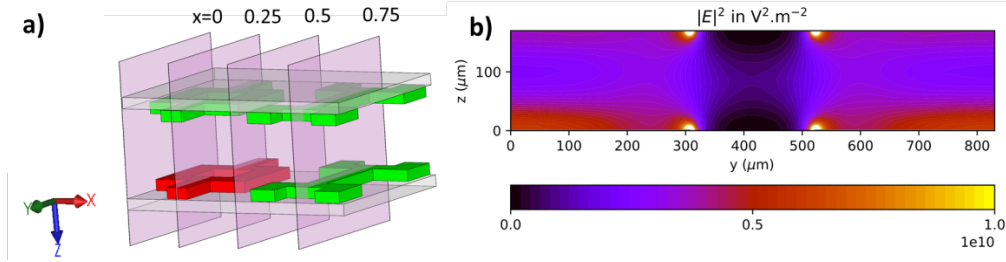 a)
x=0 0.25 0.5 0.75
X
Y
Z
b)
|E|² in V².m⁻²
z (μm)
100
0
0 100 200 300 400 500 600 700 800
y (μm)
0.0 0.5 1.0
1e10